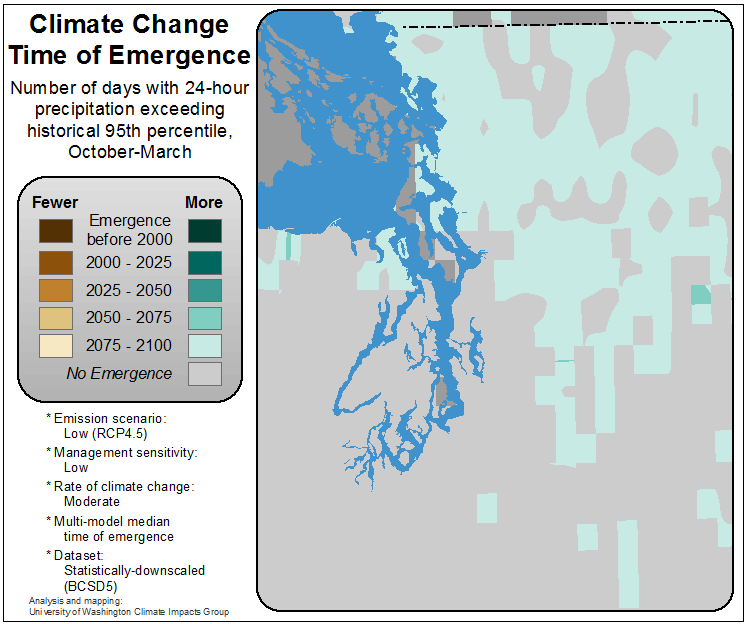 Climate Change
Time of Emergence
Number of days with 24-hour
precipitation exceeding
historical 95th percentile,
October-March
Fewer More
Emergence
before 2000
2000 - 2025
2025 - 2050
2050 - 2075
2075 - 2100
No Emergence
* Emission scenario:
Low (RCP4.5)
* Management sensitivity:
Low
* Rate of climate change:
Moderate
* Multi-model median
time of emergence
* Dataset:
Statistically-downscaled
(BCSD5)
Analysis and mapping:
University of Washington Climate Impacts Group